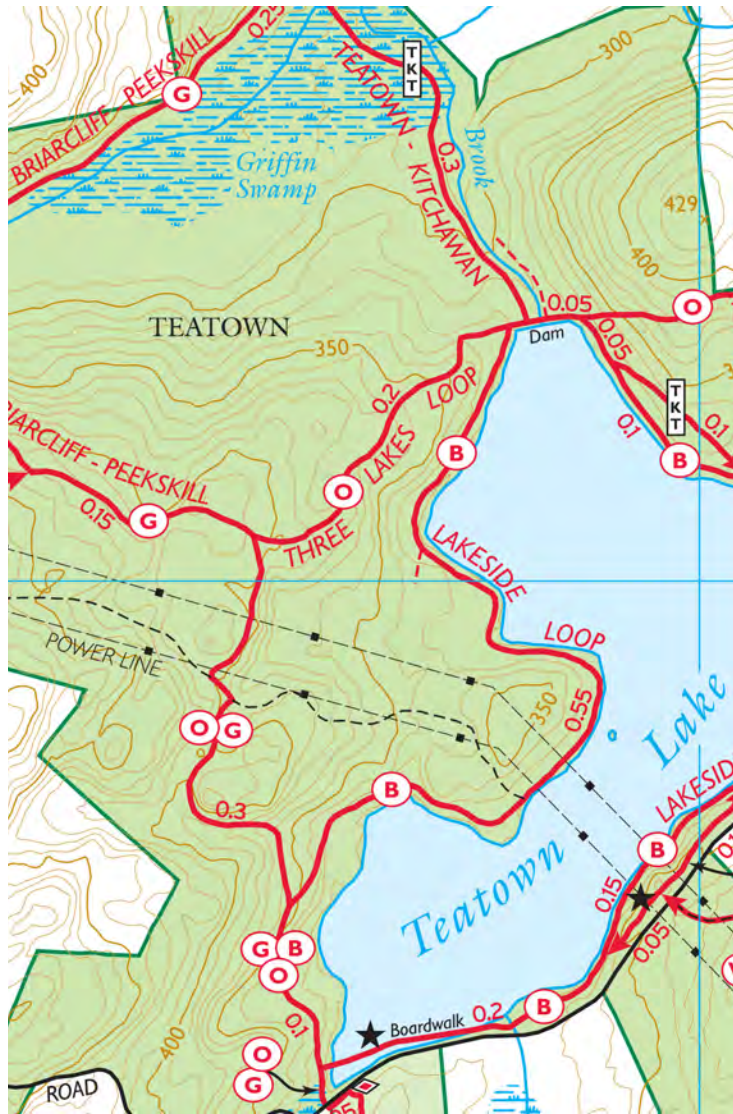 0.25
400
BRIARCLIFF - PEEKSKILL
G
TEATOWN - KITCHAWAN
TKT
0.3
Brook
300
Griffin
Swamp
429
400
TEATOWN
350
0.05
O
Dam
0.05
0.2
LOOP
LAKES
THREE
O
B
TKT
0.1
0.1
B
BRIARCLIFF - PEEKSKILL
0.15
G
LAKESIDE
LOOP
POWER LINE
350
0.55
O G
Lake
B
0.3
LAKESIDE
B
Teatown
0.15
0.05
G B
O
0.1
400
Boardwalk
0.2
B
O
G
ROAD